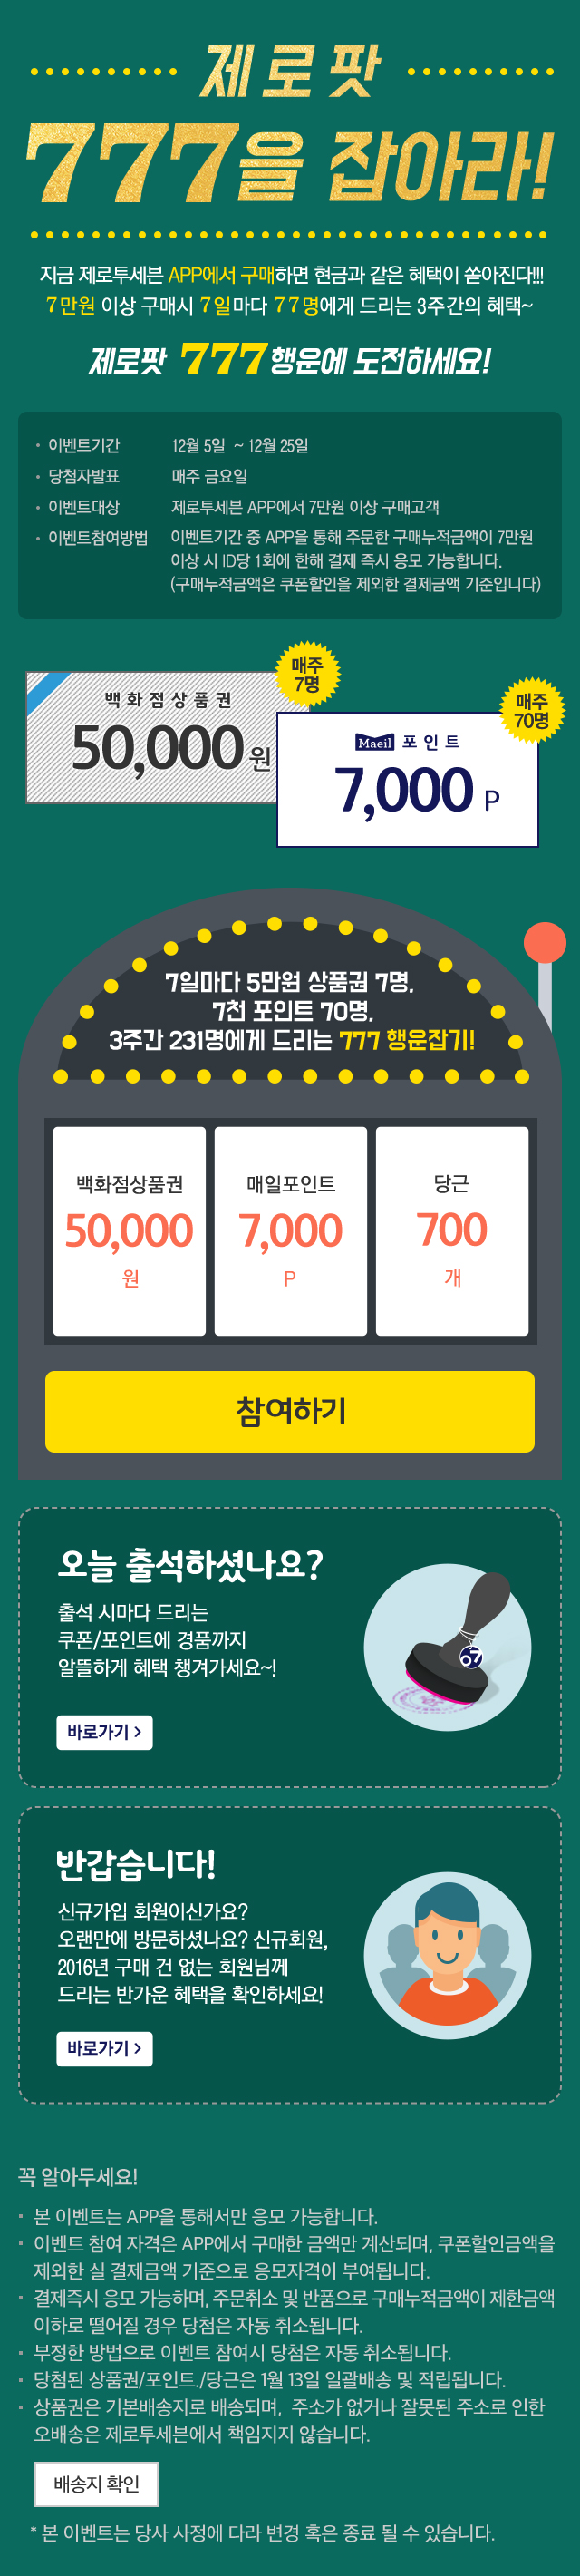 제로팟
777을 잡아라!
지금 제로투세븐 APP에서 구매하면 현금과 같은 혜택이 쏟아진다!!!
7만원 이상 구매시 7일마다 77명에게 드리는 3주간의 혜택~
제로팟 777 행운에 도전하세요!
· 이벤트기간 12월 5일 ~ 12월 25일
· 당첨자발표 매주 금요일
· 이벤트대상 제로투세븐 APP에서 7만원 이상 구매고객
· 이벤트참여방법 이벤트기간 중 APP을 통해 주문한 구매누적금액이 7만원
이상 시 ID당 1회에 한해 결제 즉시 응모 가능합니다.
(구매누적금액은 쿠폰할인을 제외한 결제금액 기준입니다)
매주
7명
백화점상품권
50,000 원
매주
70명
Maeil 포인트
7,000 P
7일마다 5만원 상품권 7명,
7천 포인트 70명,
3주간 231명에게 드리는 777 행운잡기!
백화점상품권
50,000
원
매일포인트
7,000
P
당근
700
개
참여하기
오늘 출석하셨나요?
출석 시마다 드리는
쿠폰/포인트에 경품까지
알뜰하게 혜택 챙겨가세요~!
바로가기 >
반갑습니다!
신규가입 회원이신가요?
오랜만에 방문하셨나요? 신규회원,
2016년 구매 건 없는 회원님께
드리는 반가운 혜택을 확인하세요!
바로가기 >
꼭 알아두세요!
· 본 이벤트는 APP을 통해서만 응모 가능합니다.
· 이벤트 참여 자격은 APP에서 구매한 금액만 계산되며, 쿠폰할인금액을
제외한 실 결제금액 기준으로 응모자격이 부여됩니다.
· 결제즉시 응모 가능하며, 주문취소 및 반품으로 구매누적금액이 제한금액
이하로 떨어질 경우 당첨은 자동 취소됩니다.
· 부정한 방법으로 이벤트 참여시 당첨은 자동 취소됩니다.
· 당첨된 상품권/포인트./당근은 1월 13일 일괄배송 및 적립됩니다.
· 상품권은 기본배송지로 배송되며, 주소가 없거나 잘못된 주소로 인한
오배송은 제로투세븐에서 책임지지 않습니다.
배송지 확인
* 본 이벤트는 당사 사정에 다라 변경 혹은 종료 될 수 있습니다.